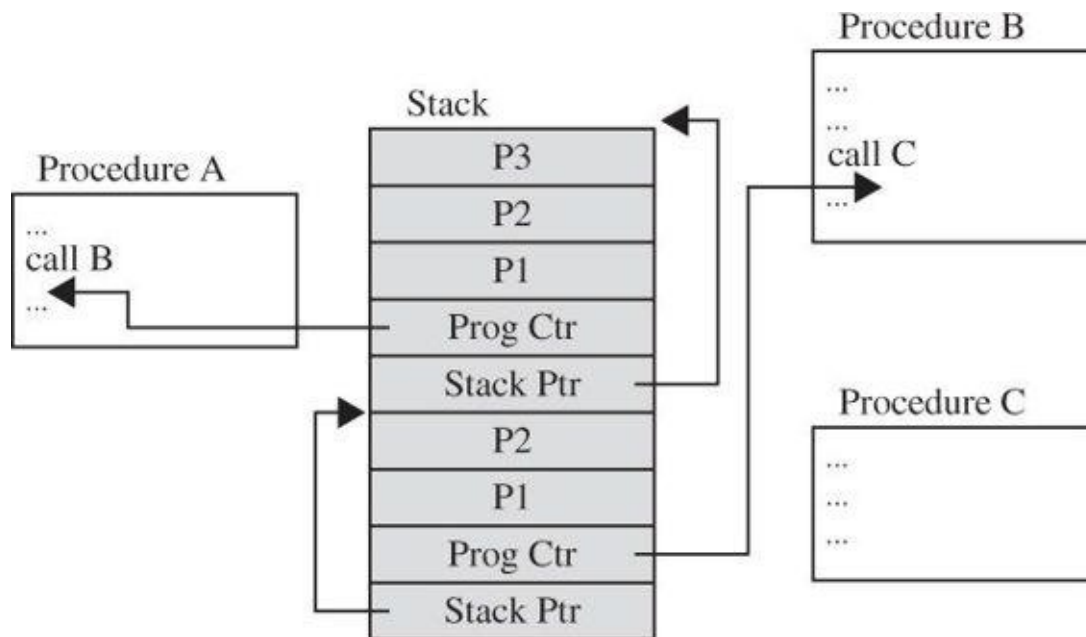 Procedure A
...
call B
...
Stack
P3
P2
P1
Prog Ctr
Stack Ptr
P2
P1
Prog Ctr
Stack Ptr
Procedure B
...
...
call C
...
Procedure C
...
...
...